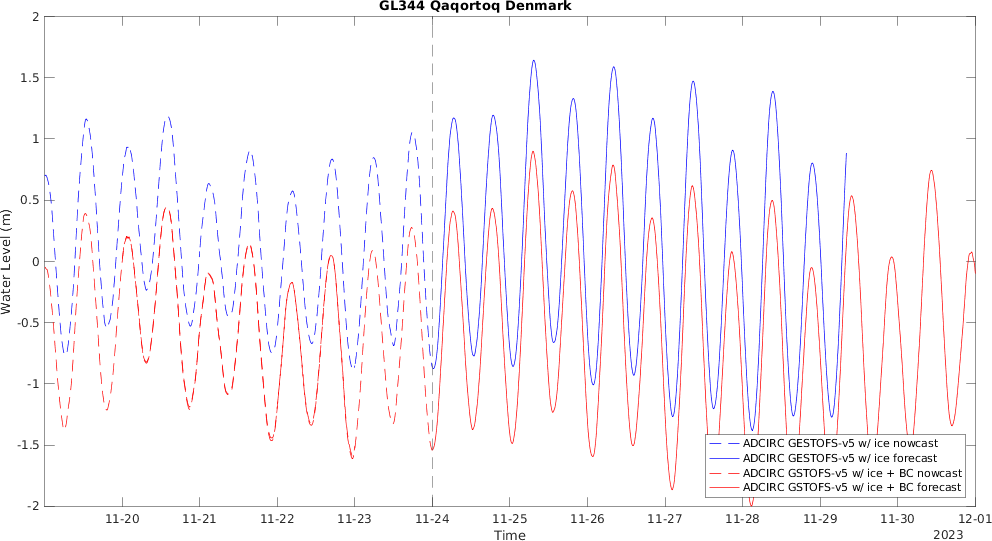 GL344 Qaqortoq Denmark
2
1.5
1
0.5
0
-0.5
-1
-1.5
-2
Water Level (m)
ADCIRC GESTOFS-v5 w/ ice nowcast
ADCIRC GESTOFS-v5 w/ ice forecast
ADCIRC GSTOFS-v5 w/ ice + BC nowcast
ADCIRC GSTOFS-v5 w/ ice + BC forecast
11-20 11-21 11-22 11-23 11-24 11-25 11-26 11-27 11-28 11-29 11-30 12-01
Time
2023